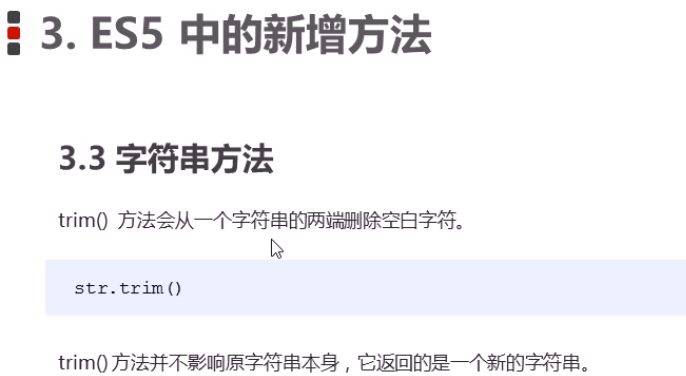 3. ES5 中的新增方法
3.3 字符串方法
trim() 方法会从一个字符串的两端删除空白字符。
str.trim()
trim()方法并不影响原字符串本身，它返回的是一个新的字符串。